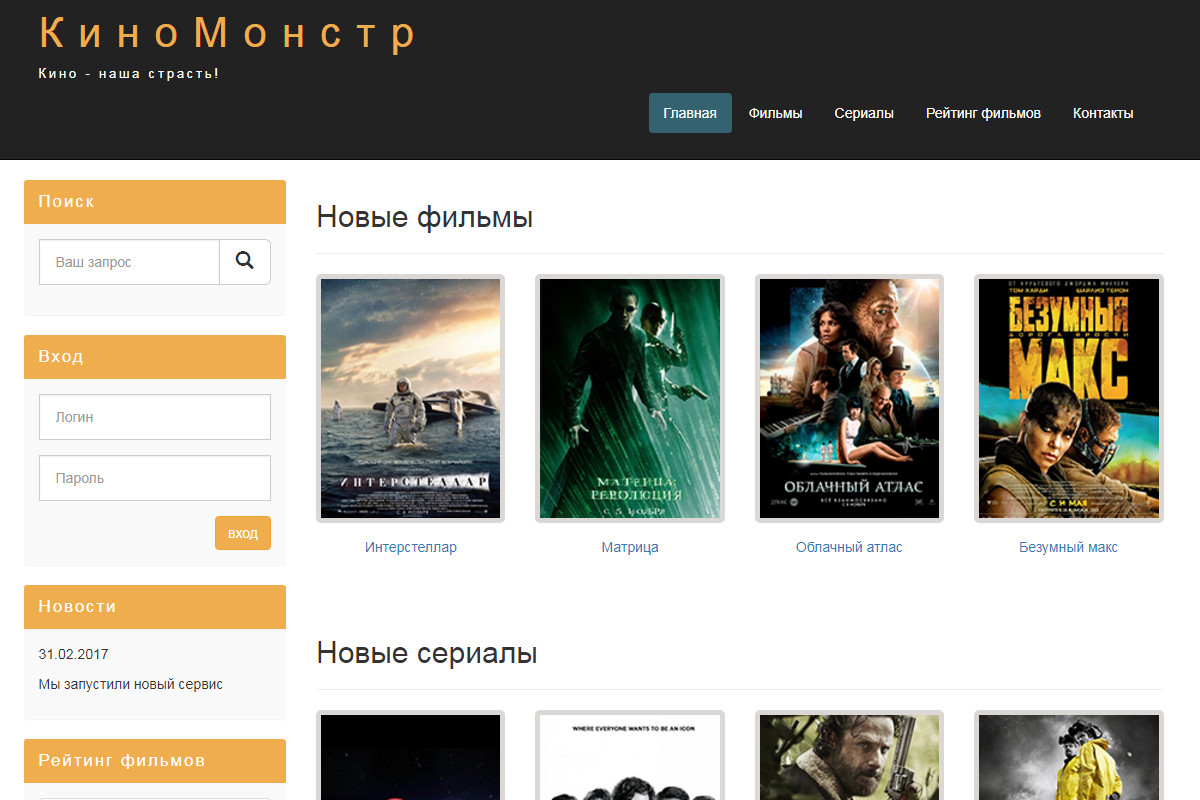 КиноМонстр
Кино - наша страсть!
Главная
Фильмы
Сериалы
Рейтинг фильмов
Контакты
Поиск
Ваш запрос
Вход
Логин
Пароль
вход
Новости
31.02.2017
Мы запустили новый сервис
Рейтинг фильмов
Новые фильмы
ИНТЕРСТЕЛЛАР
МАТРИЦА:
РЕВОЛЮЦИЯ
С 5 НОЯБРЯ
ОБЛАЧНЫЙ АТЛАС
ВСЁ ВЗАИМОСВЯЗАНО
ТОМ ХАРДИ
ШАРЛИЗ ТЕРОН
БЕЗУМНЫЙ
ДОРОГА ЯРОСТИ
МАКС
С 14 МАЯ
Интерстеллар
Матрица
Облачный атлас
Безумный макс
Новые сериалы
WHERE EVERYONE WANTS TO BE AN ICON